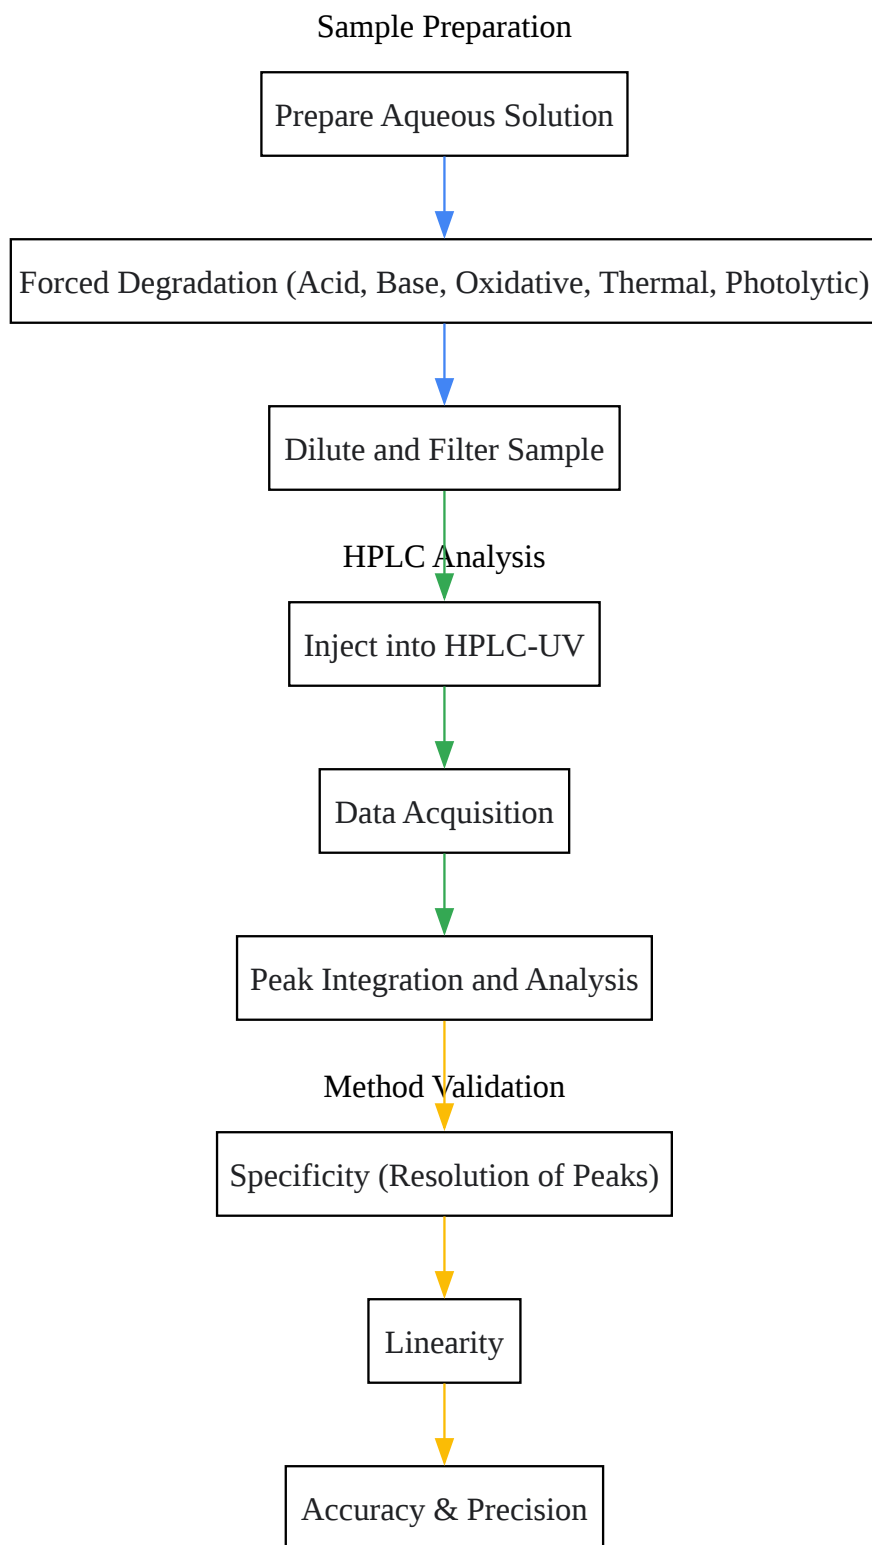 Sample Preparation
Prepare Aqueous Solution
Forced Degradation (Acid, Base, Oxidative, Thermal, Photolytic)
Dilute and Filter Sample
HPLC Analysis
Inject into HPLC-UV
Data Acquisition
Peak Integration and Analysis
Method Validation
Specificity (Resolution of Peaks)
Linearity
Accuracy & Precision